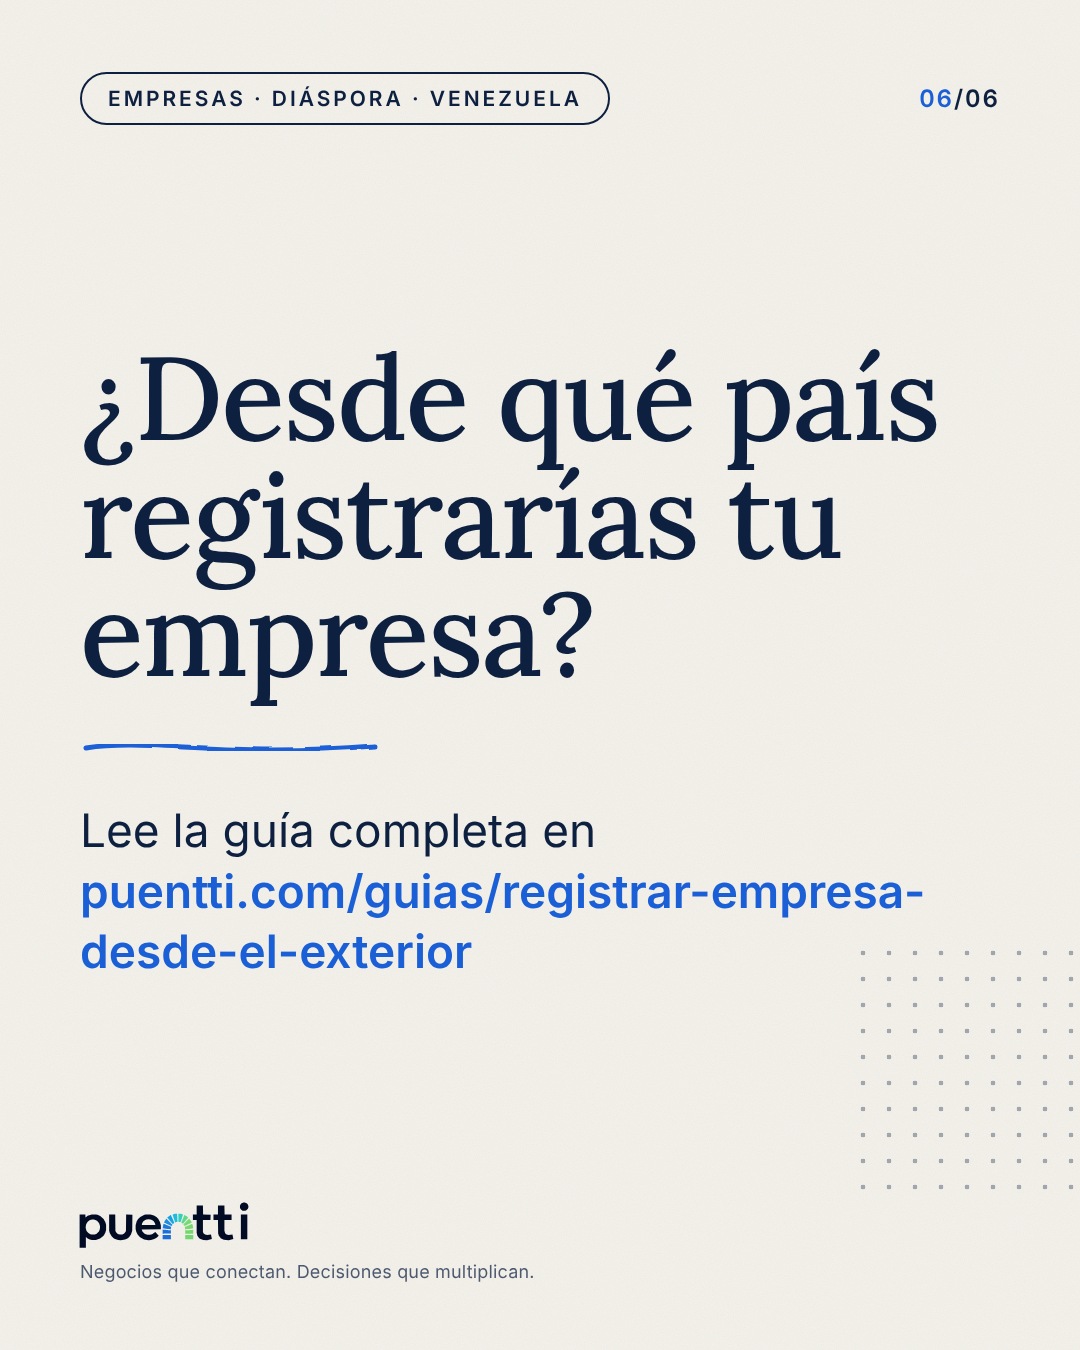 EMPRESAS · DIÁSPORA · VENEZUELA
06/06
¿Desde qué país
registrarías tu
empresa?
Lee la guía completa en
puentti.com/guias/registrar-empresa-
desde-el-exterior
puentti
Negocios que conectan. Decisiones que multiplican.